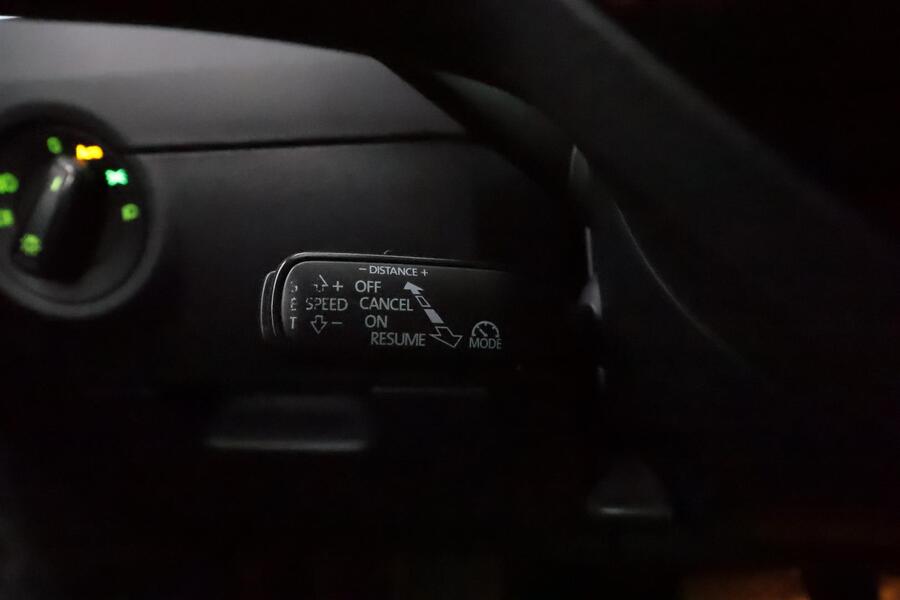 - DISTANCE +
+ OFF
SPEED CANCEL
- ON
RESUME
MODE
S
E
T